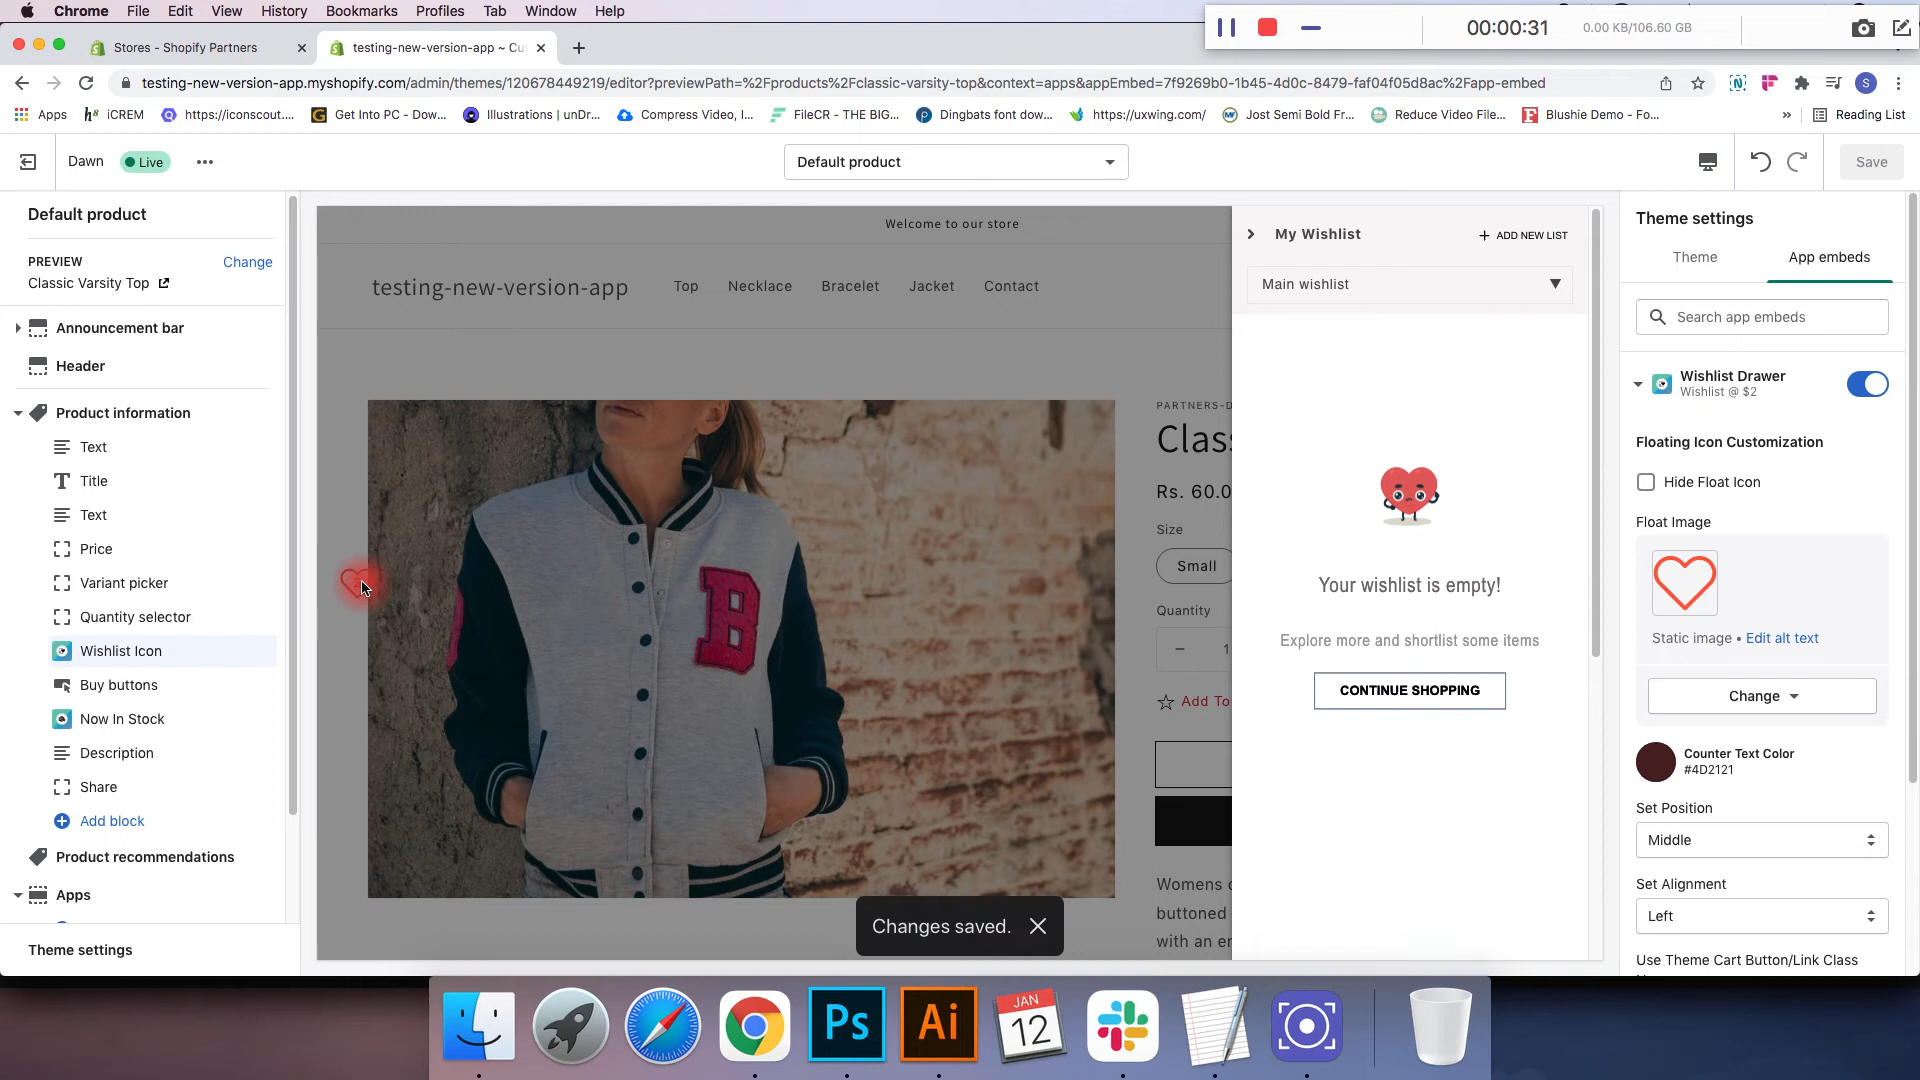 Chrome File Edit View History Bookmarks Profiles Tab Window Help
00:00:31 0.00 KB/106.60 GB
Stores - Shopify Partners
testing-new-version-app ~ Cu
testing-new-version-app.myshopify.com/admin/themes/120678449219/editor?previewPath=%2Fproducts%2Fclassic-varsity-top&context=apps&appEmbed=7f9269b0-1b45-4d0c-8479-faf04f05d8ac%2Fapp-embed
S
Apps iCREM https://iconscout.... Get Into PC - Dow... Illustrations | unDr... Compress Video, I... FileCR - THE BIG... Dingbats font dow... https://uxwing.com/ Jost Semi Bold Fr... Reduce Video File... Blushie Demo - Fo... » Reading List
Dawn Live
Default product
Save
Default product
PREVIEW
Change
Classic Varsity Top
Announcement bar
Header
Product information
Text
Title
Text
Price
Variant picker
Quantity selector
Wishlist Icon
Buy buttons
Now In Stock
Description
Share
Add block
Product recommendations
Apps
Theme settings
Welcome to our store
testing-new-version-app Top Necklace Bracelet Jacket Contact
B
PARTNERS-D
Clas
Rs. 60.0
Size
Small
Quantity
1
Add To
Womens c
buttoned
with an er
My Wishlist
+ ADD NEW LIST
Main wishlist
Your wishlist is empty!
Explore more and shortlist some items
CONTINUE SHOPPING
Changes saved.
Theme settings
Theme App embeds
Search app embeds
Wishlist Drawer
Wishlist @ $2
Floating Icon Customization
Hide Float Icon
Float Image
Static image • Edit alt text
Change
Counter Text Color
#4D2121
Set Position
Middle
Set Alignment
Left
Use Theme Cart Button/Link Class
Ps Ai
JAN
12